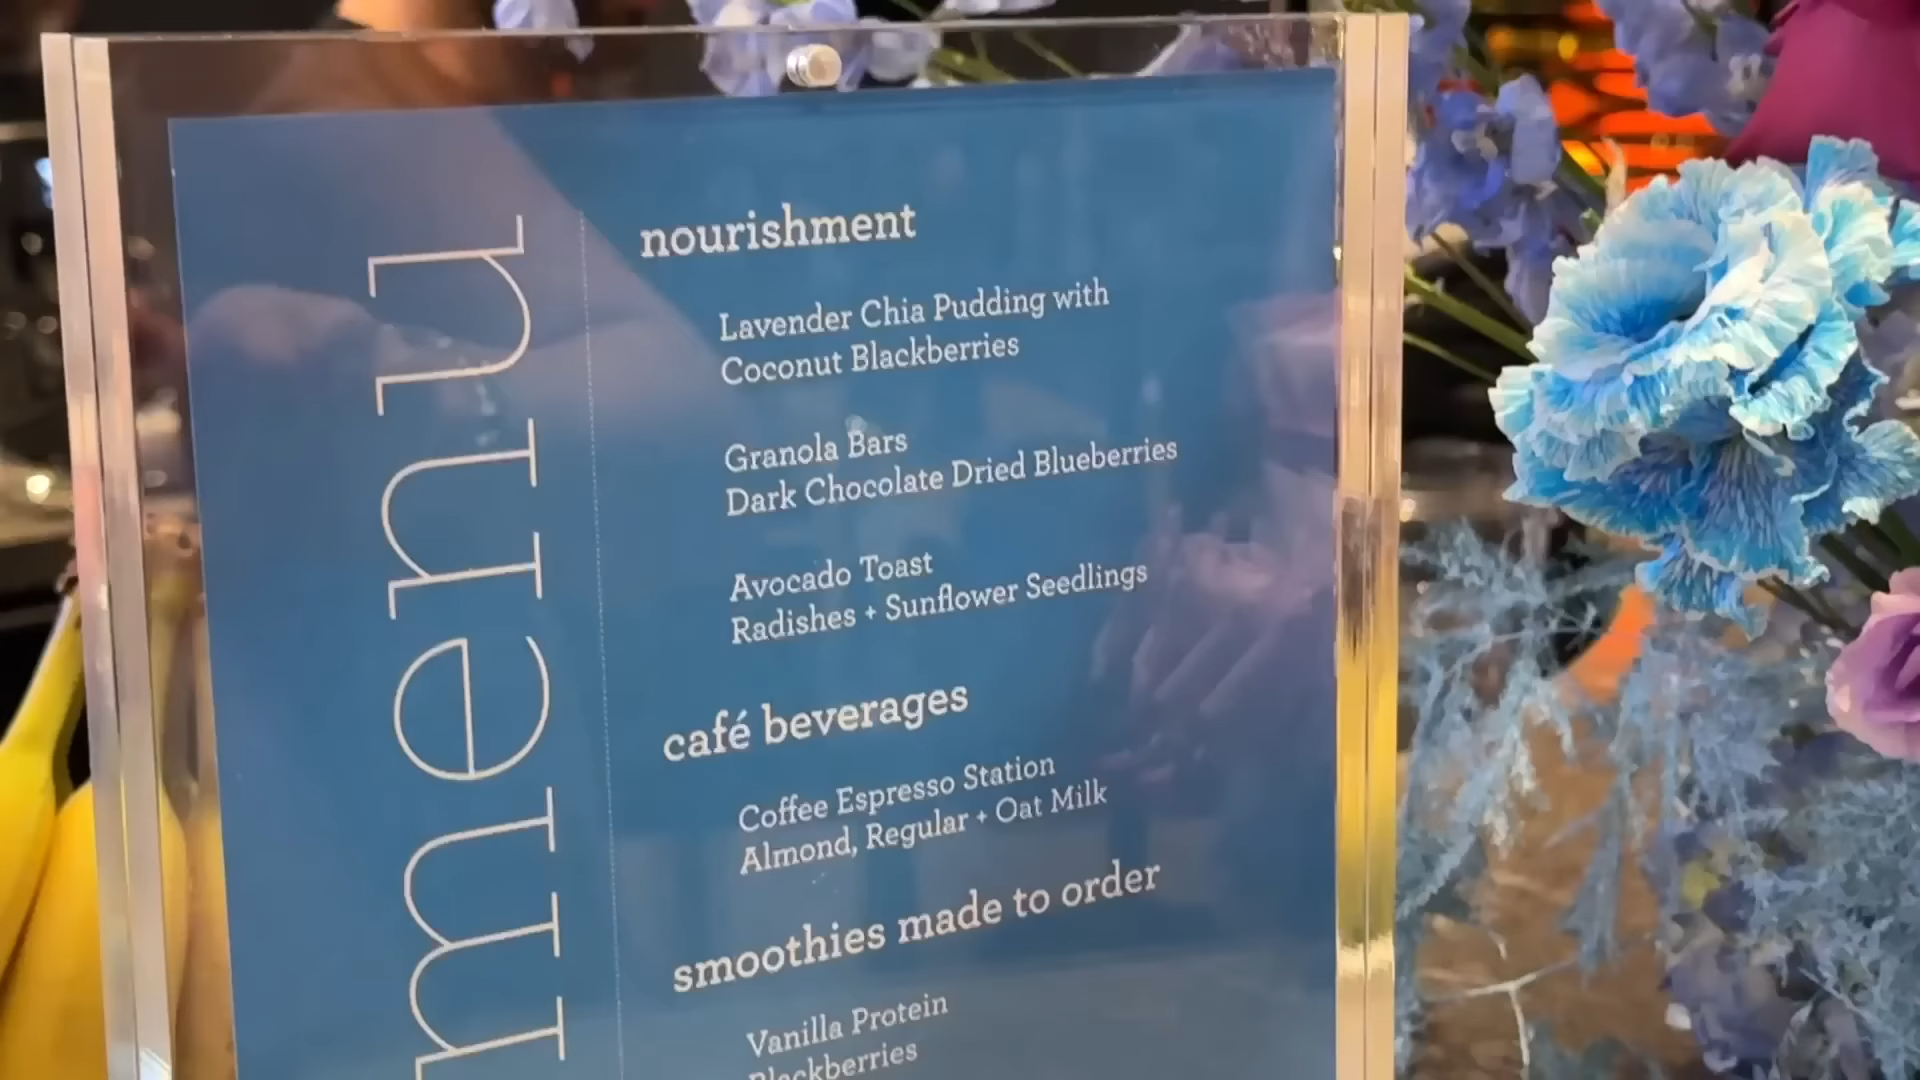 menu
nourishment
Lavender Chia Pudding with
Coconut Blackberries
Granola Bars
Dark Chocolate Dried Blueberries
Avocado Toast
Radishes + Sunflower Seedlings
café beverages
Coffee Espresso Station
Almond, Regular + Oat Milk
smoothies made to order
Vanilla Protein
Blackberries